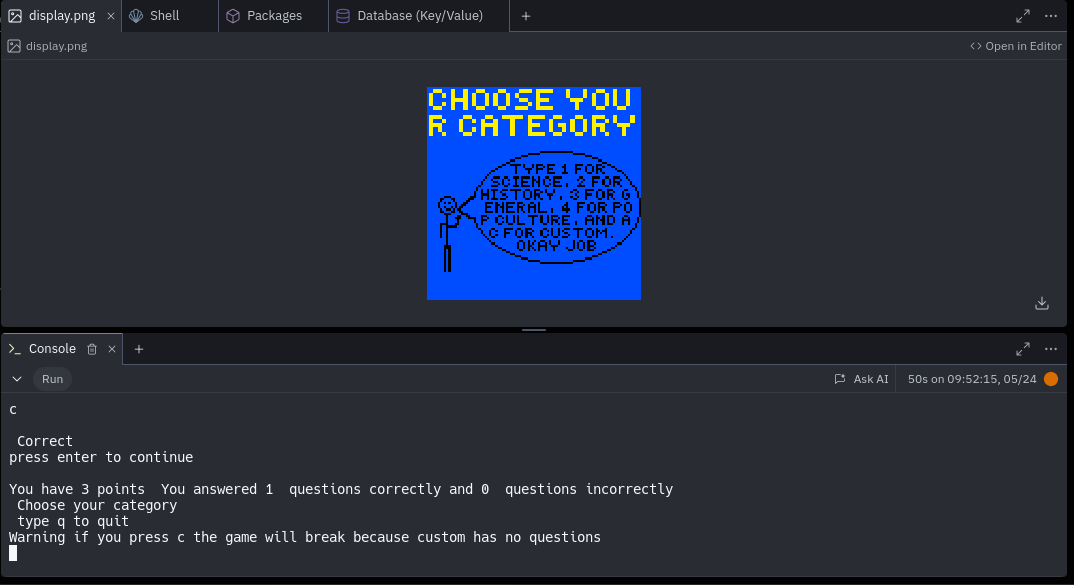 display.png
Shell
Packages
Database (Key/Value)
display.png
Open in Editor
CHOOSE YOU
R CATEGORY
TYPE 1 FOR
SCIENCE, 2 FOR
HISTORY, 3 FOR G
ENERAL, 4 FOR PO
P CULTURE, AND A
C FOR CUSTOM.
OKAY JOB
Console
Run
Ask AI
50s on 09:52:15, 05/24
c
Correct
press enter to continue
You have 3 points  You answered 1  questions correctly and 0  questions incorrectly
Choose your category
type q to quit
Warning if you press c the game will break because custom has no questions